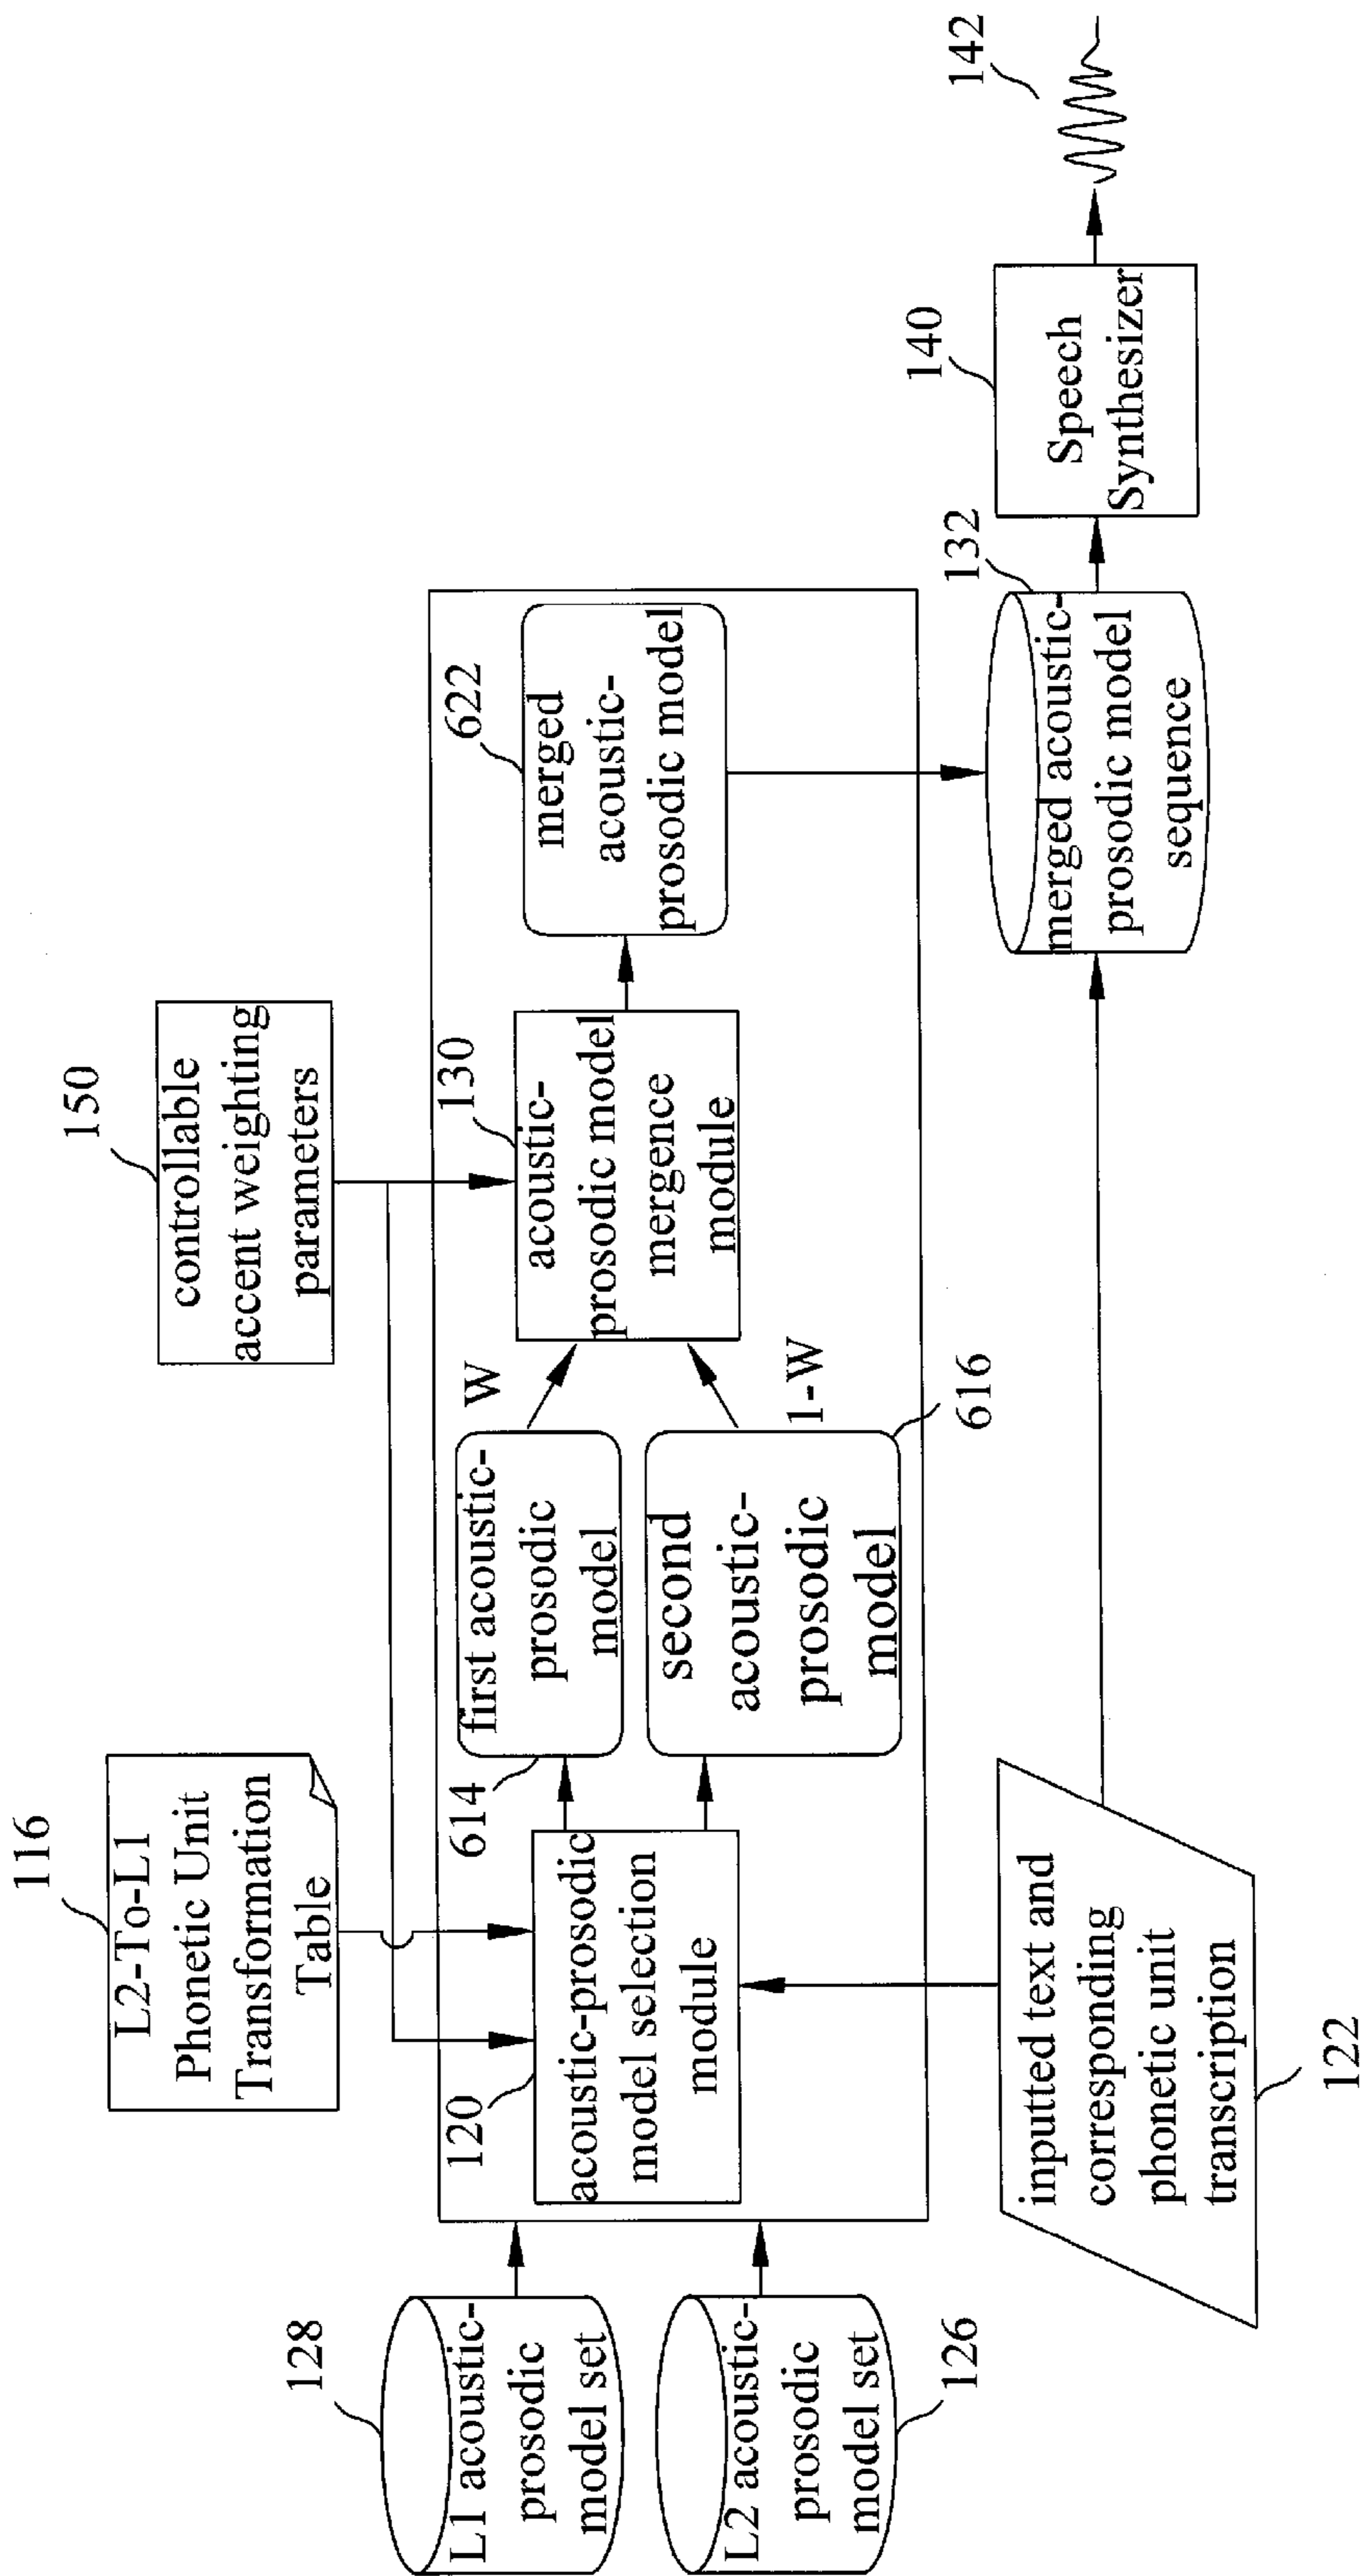 116
L2-To-L1
Phonetic Unit
Transformation
Table
150
controllable
accent weighting
parameters
128
L1 acoustic-
prosodic
model set
L2 acoustic-
prosodic
model set
126
120
acoustic-prosodic
model selection
module
614
first acoustic-
prosodic
model
W
second
acoustic-
prosodic
model
1-W
616
130
acoustic-
prosodic model
mergence
module
622
merged
acoustic-
prosodic model
inputted text and
corresponding
phonetic unit
transcription
122
132
merged acoustic-
prosodic model
sequence
140
Speech
Synthesizer
142